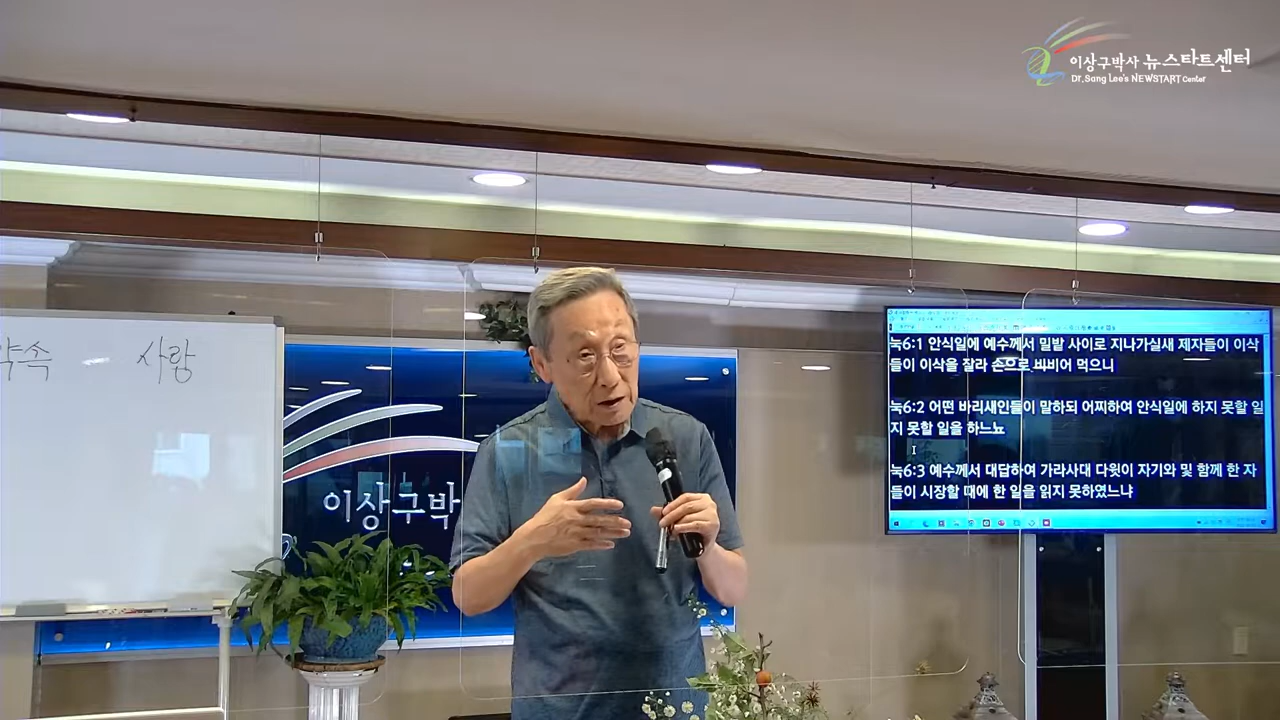 이상구박사 뉴스타트센터
Dr. Sang Lee's NEWSTART Center
약속 사랑
이상구박
눅6:1 안식일에 예수께서 밀밭 사이로 지나가실새 제자들이 이삭
들이 이삭을 잘라 손으로 비비어 먹으니
눅6:2 어떤 바리새인들이 말하되 어찌하여 안식일에 하지 못할 일
지 못할 일을 하느뇨
눅6:3 예수께서 대답하여 가라사대 다윗이 자기와 및 함께 한 자
들이 시장할 때에 한 일을 읽지 못하였느냐